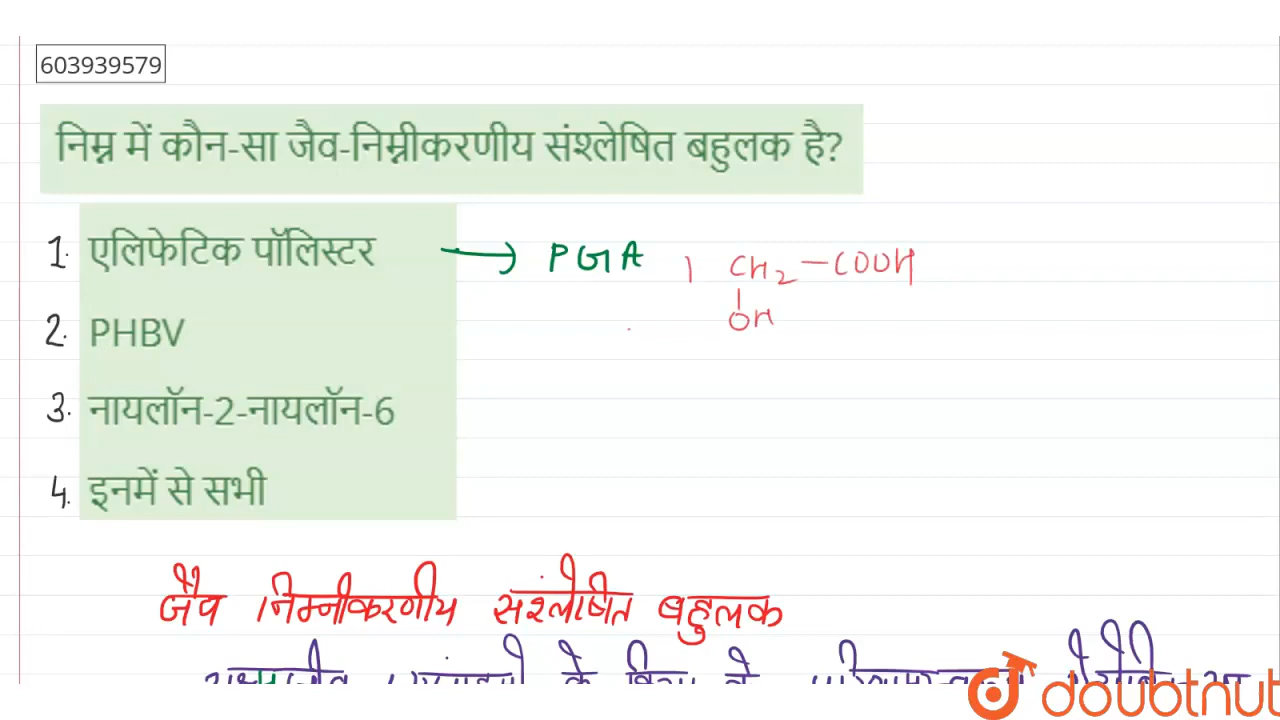 603939579
निम्न में कौन-सा जैव-निम्नीकरणीय संश्लेषित बहुलक है?
1. एलिफेटिक पॉलिस्टर → PGA, CH2-COOH
OH
2. PHBV
3. नायलॉन-2-नायलॉन-6
4. इनमें से सभी
जैव निम्नीकरणीय संश्लेषित बहुलक
doubtnut